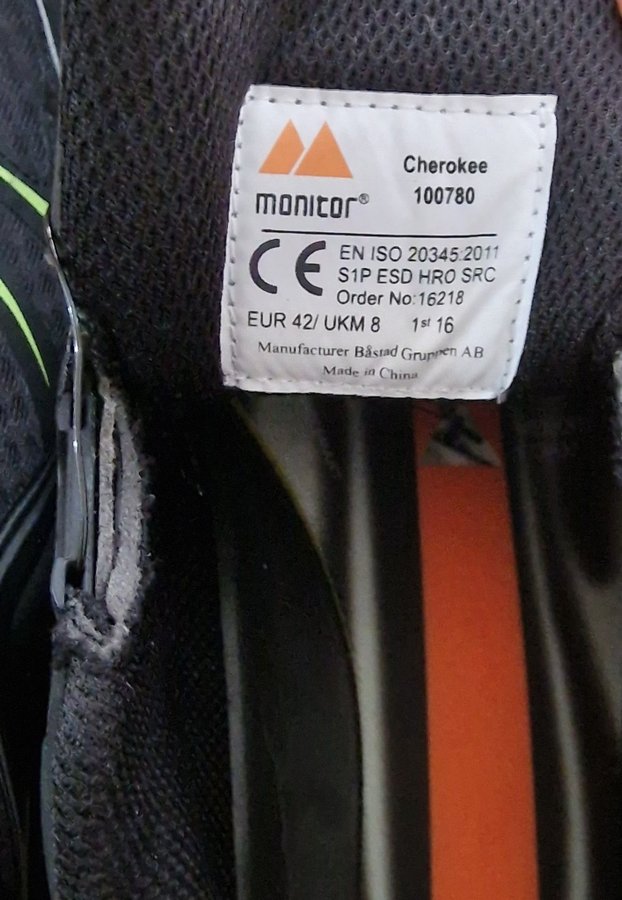 Cherokee
100780
monitor®
CE EN ISO 20345:2011
S1P ESD HRO SRC
Order No:16218
EUR 42/ UKM 8 1st 16
Manufacturer Båstad Gruppen AB
Made in China